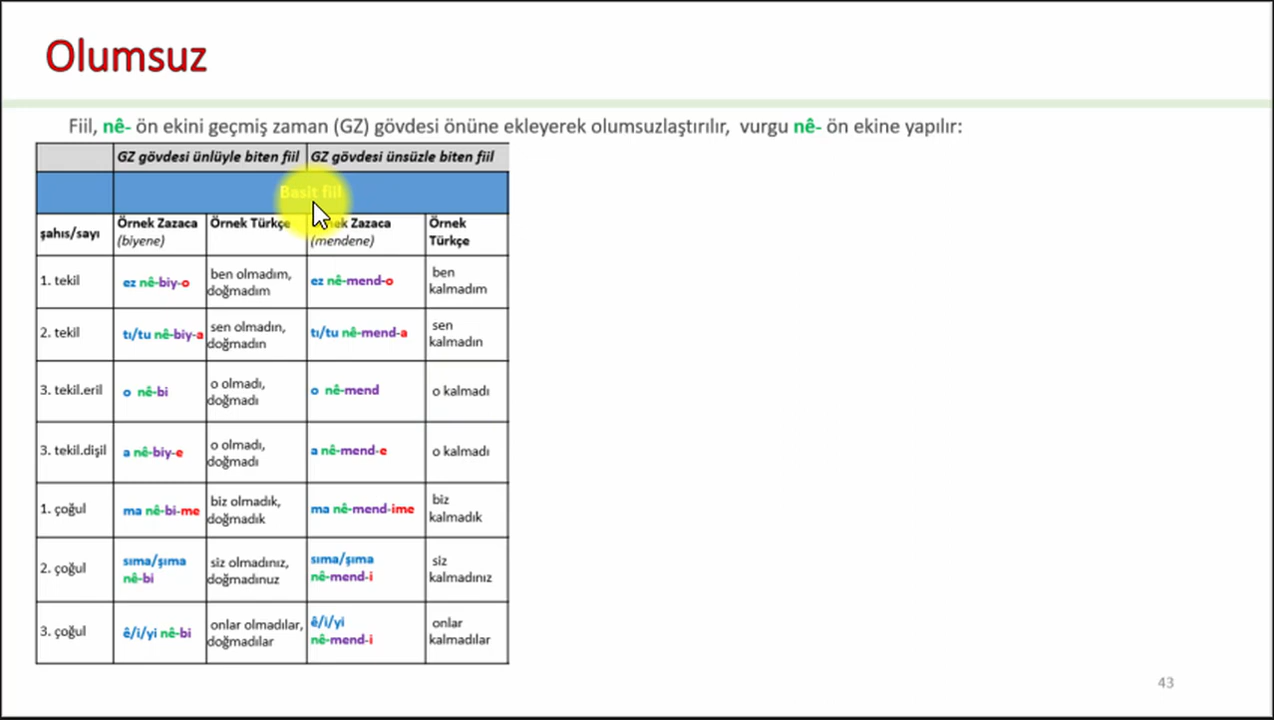 Olumsuz
Fiil, nê- ön ekini geçmiş zaman (GZ) gövdesi önüne ekleyerek olumsuzlaştırılır, vurgu nê- ön ekine yapılır:
GZ gövdesi ünlüyle biten fiil GZ gövdesi ünsüzle biten fiil
Basit fiil
şahıs/sayı Örnek Zazaca (biyene) Örnek Türkçe Zazaca (mendene) Örnek Türkçe
1. tekil ez nê-biy-o ben olmadım, doğmadım ez nê-mend-o ben kalmadım
2. tekil tı/tu nê-biy-a sen olmadın, doğmadın tı/tu nê-mend-a sen kalmadın
3. tekil.eril o nê-bi o olmadı, doğmadı o nê-mend o kalmadı
3. tekil.dişil a nê-biy-e o olmadı, doğmadı a nê-mend-e o kalmadı
1. çoğul ma nê-bi-me biz olmadık, doğmadık ma nê-mend-ime biz kalmadık
2. çoğul sıma/şıma nê-bi siz olmadınız, doğmadınuz sıma/şıma nê-mend-i siz kalmadınız
3. çoğul ê/i/yi nê-bi onlar olmadılar, doğmadılar ê/i/yi nê-mend-i onlar kalmadılar
43